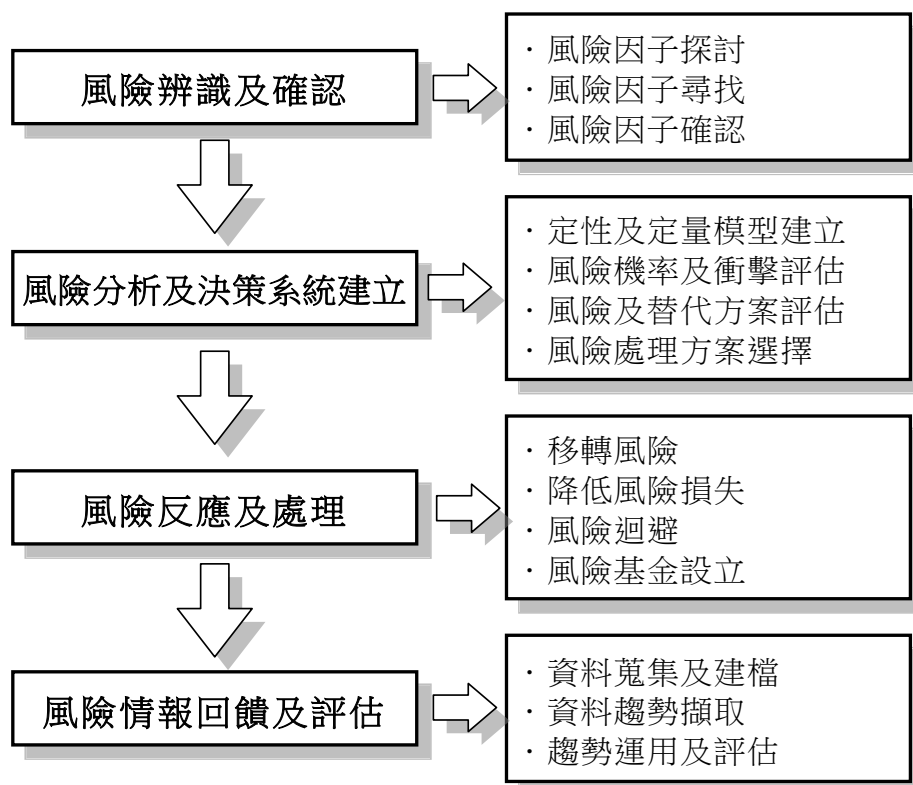 風險辨識及確認
‧風險因子探討
‧風險因子尋找
‧風險因子確認
風險分析及決策系統建立
‧定性及定量模型建立
‧風險機率及衝擊評估
‧風險及替代方案評估
‧風險處理方案選擇
風險反應及處理
‧移轉風險
‧降低風險損失
‧風險迴避
‧風險基金設立
風險情報回饋及評估
‧資料蒐集及建檔
‧資料趨勢擷取
‧趨勢運用及評估